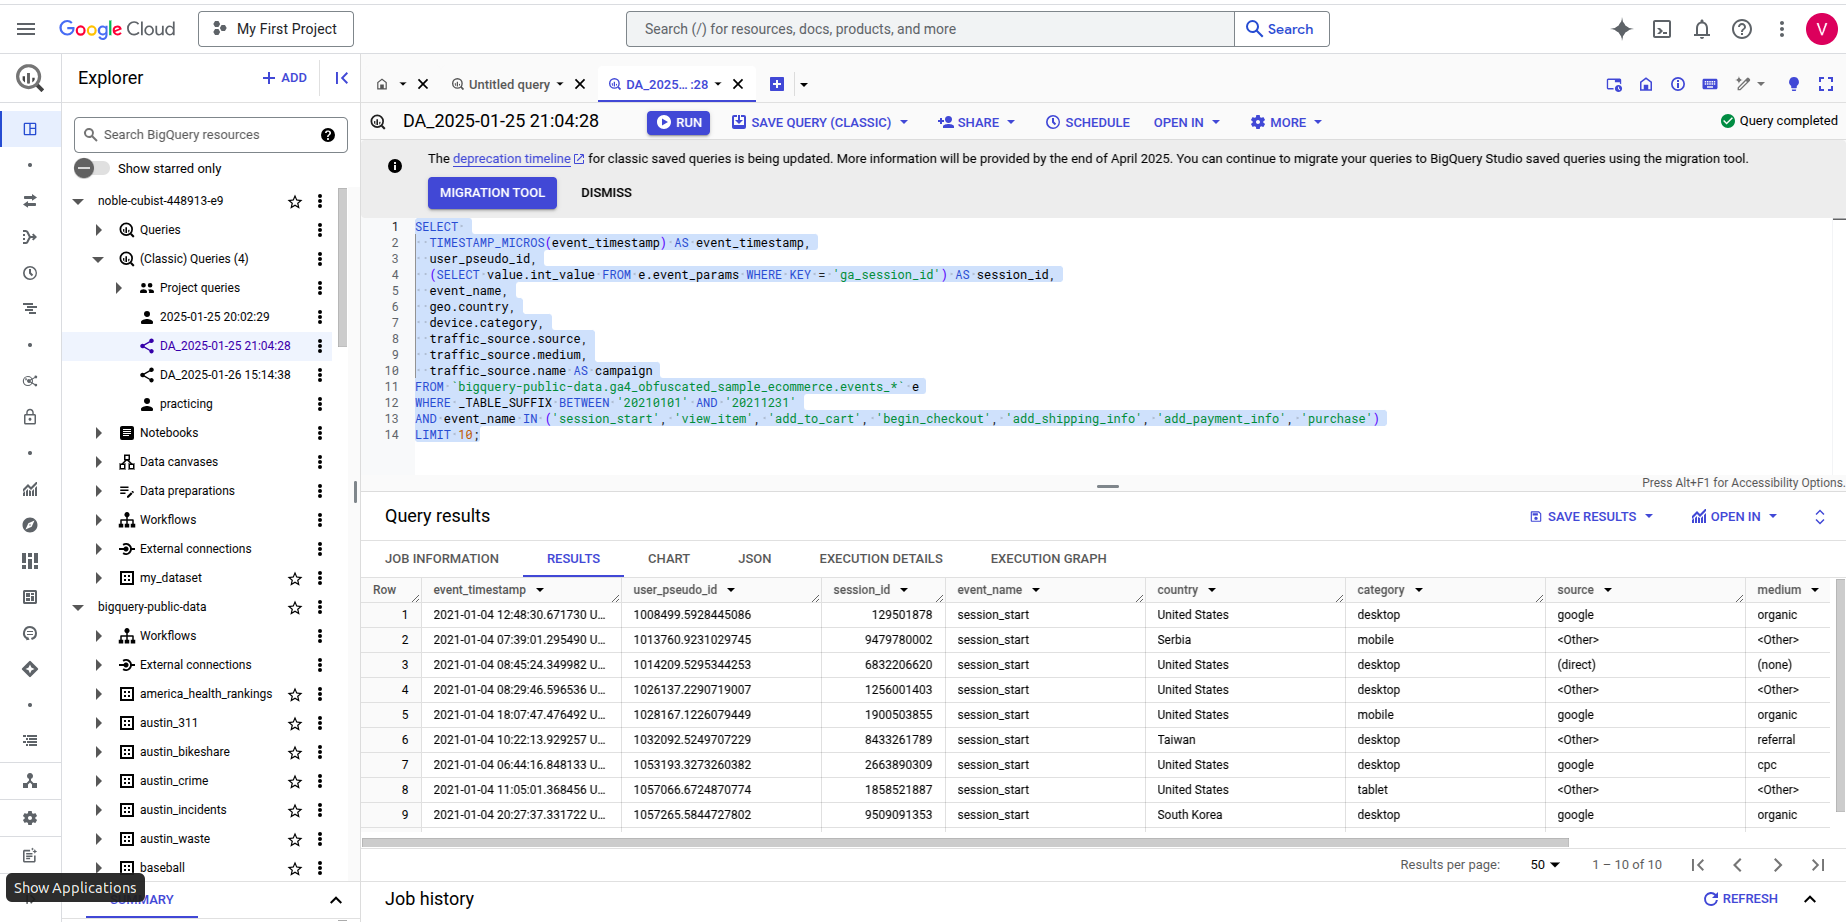 Google Cloud
My First Project
Search (/) for resources, docs, products, and more
Search
V
Explorer
ADD
Untitled query
DA_2025... :28
Search BigQuery resources
?
Show starred only
noble-cubist-448913-e9
Queries
(Classic) Queries (4)
Project queries
2025-01-25 20:02:29
DA_2025-01-25 21:04:28
DA_2025-01-26 15:14:38
practicing
Notebooks
Data canvases
Data preparations
Workflows
External connections
my_dataset
bigquery-public-data
Workflows
External connections
america_health_rankings
austin_311
austin_bikeshare
austin_crime
austin_incidents
austin_waste
baseball
Show Applications
SUMMARY
DA_2025-01-25 21:04:28
RUN
SAVE QUERY (CLASSIC)
SHARE
SCHEDULE
OPEN IN
MORE
Query completed
The deprecation timeline for classic saved queries is being updated. More information will be provided by the end of April 2025. You can continue to migrate your queries to BigQuery Studio saved queries using the migration tool.
MIGRATION TOOL DISMISS
1 SELECT
2 TIMESTAMP_MICROS(event_timestamp) AS event_timestamp,
3 user_pseudo_id,
4 (SELECT value.int_value FROM e.event_params WHERE KEY = 'ga_session_id') AS session_id,
5 event_name,
6 geo.country,
7 device.category,
8 traffic_source.source,
9 traffic_source.medium,
10 traffic_source.name AS campaign
11 FROM `bigquery-public-data.ga4_obfuscated_sample_ecommerce.events_*` e
12 WHERE _TABLE_SUFFIX BETWEEN '20210101' AND '20211231'
13 AND event_name IN ('session_start', 'view_item', 'add_to_cart', 'begin_checkout', 'add_shipping_info', 'add_payment_info', 'purchase')
14 LIMIT 10;
Press Alt+F1 for Accessibility Options.
Query results
SAVE RESULTS
OPEN IN
JOB INFORMATION RESULTS CHART JSON EXECUTION DETAILS EXECUTION GRAPH
Row event_timestamp user_pseudo_id session_id event_name country category source medium
1 2021-01-04 12:48:30.671730 U... 1008499.5928445086 129501878 session_start United States desktop google organic
2 2021-01-04 07:39:01.295490 U... 1013760.9231029745 9479780002 session_start Serbia mobile <Other> <Other>
3 2021-01-04 08:45:24.349982 U... 1014209.5295344253 6832206620 session_start United States desktop (direct) (none)
4 2021-01-04 08:29:46.596536 U... 1026137.2290719007 1256001403 session_start United States desktop <Other> <Other>
5 2021-01-04 18:07:47.476492 U... 1028167.1226079449 1900503855 session_start United States mobile google organic
6 2021-01-04 10:22:13.929257 U... 1032092.5249707229 8433261789 session_start Taiwan desktop <Other> referral
7 2021-01-04 06:44:16.848133 U... 1053193.3273260382 2663890309 session_start United States desktop google cpc
8 2021-01-04 11:05:01.368456 U... 1057066.6724870774 1858521887 session_start United States tablet <Other> <Other>
9 2021-01-04 20:27:37.331722 U... 1057265.5844727802 9509091353 session_start South Korea desktop google organic
Results per page: 50 1 – 10 of 10
Job history
REFRESH